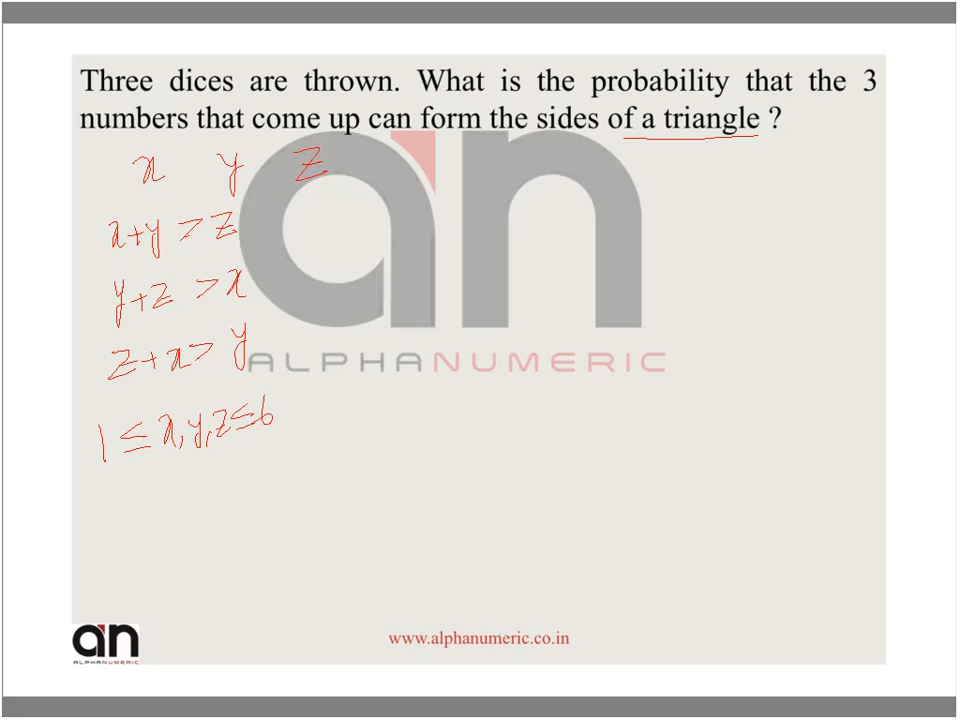 Three dices are thrown. What is the probability that the 3
numbers that come up can form the sides of a triangle ?
x y z
x+y > z
y+z > x
z+x > y
1 ≤ x, y, z ≤ 6
an
ALPHANUMERIC
an
ALPHANUMERIC
www.alphanumeric.co.in